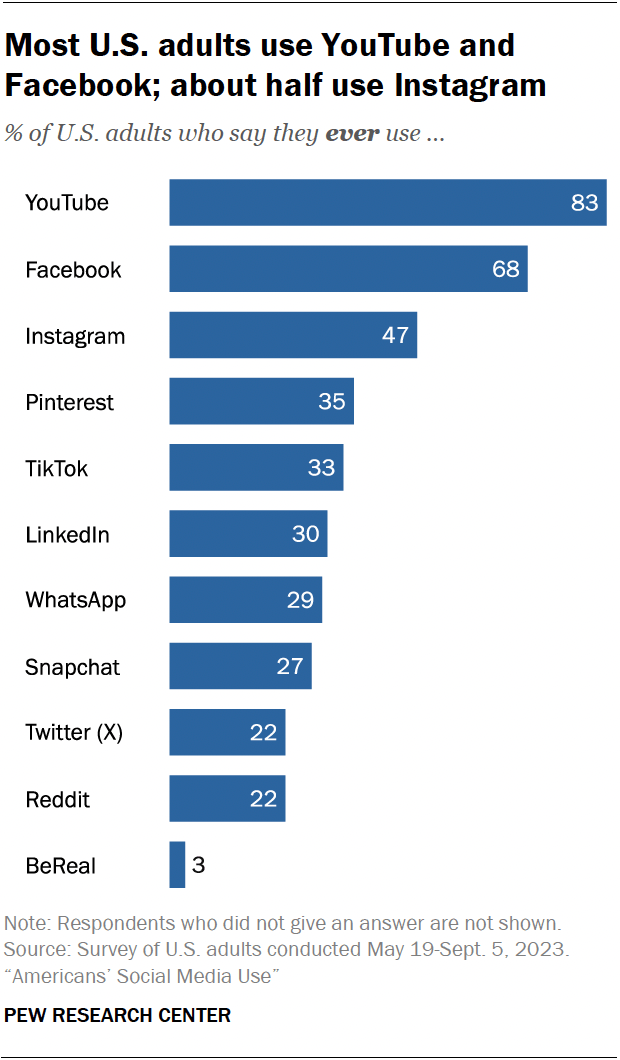 Most U.S. adults use YouTube and
Facebook; about half use Instagram
% of U.S. adults who say they ever use ...
YouTube 83
Facebook 68
Instagram 47
Pinterest 35
TikTok 33
LinkedIn 30
WhatsApp 29
Snapchat 27
Twitter (X) 22
Reddit 22
BeReal 3
Note: Respondents who did not give an answer are not shown.
Source: Survey of U.S. adults conducted May 19-Sept. 5, 2023.
“Americans’ Social Media Use”
PEW RESEARCH CENTER